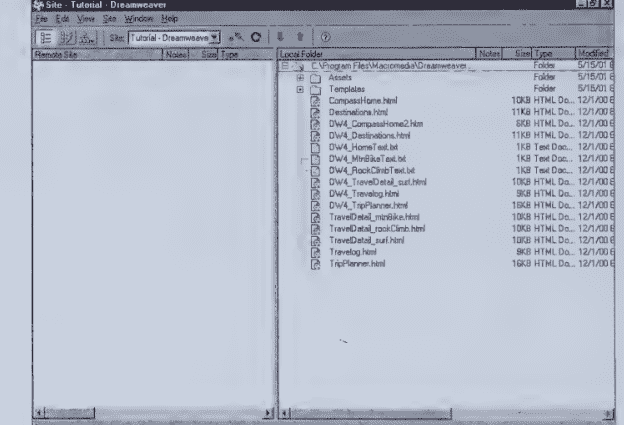 Site - Tutorial - Dreamweaver
File Edit View Site Window Help
Site: Tutorial - Dreamweave
Remote Site Notes Size Type
Local Folder Notes Size Type Modified
C:\Program Files\Macromedia\Dreamweaver... Folder 5/15/01
Assets Folder 5/15/01
Templates Folder 5/15/01
CompassHome.html 10KB HTML Do... 12/1/00
Destinations.html 11KB HTML Do... 12/1/00
DW4_CompassHome2.htm HTML Do... 12/1/00
DW4_Destinations.html 11KB HTML Do... 12/1/00
DW4_HomeText.txt 1KB Text Doc... 12/1/00
DW4_MtnBikeText.txt 1KB Text Doc... 12/1/00
DW4_RockClimbText.txt 1KB Text Doc... 12/1/00
DW4_TravelDetail_surf.html 10KB HTML Do... 12/1/00
DW4_Travelog.html 9KB HTML Do... 12/1/00
DW4_TripPlanner.html 16KB HTML Do... 12/1/00
TravelDetail_mtnBike.html 10KB HTML Do... 12/1/00
TravelDetail_rockClimb.html 10KB HTML Do... 12/1/00
TravelDetail_surf.html 10KB HTML Do... 12/1/00
Travelog.html 9KB HTML Do... 12/1/00
TripPlanner.html 16KB HTML Do... 12/1/00